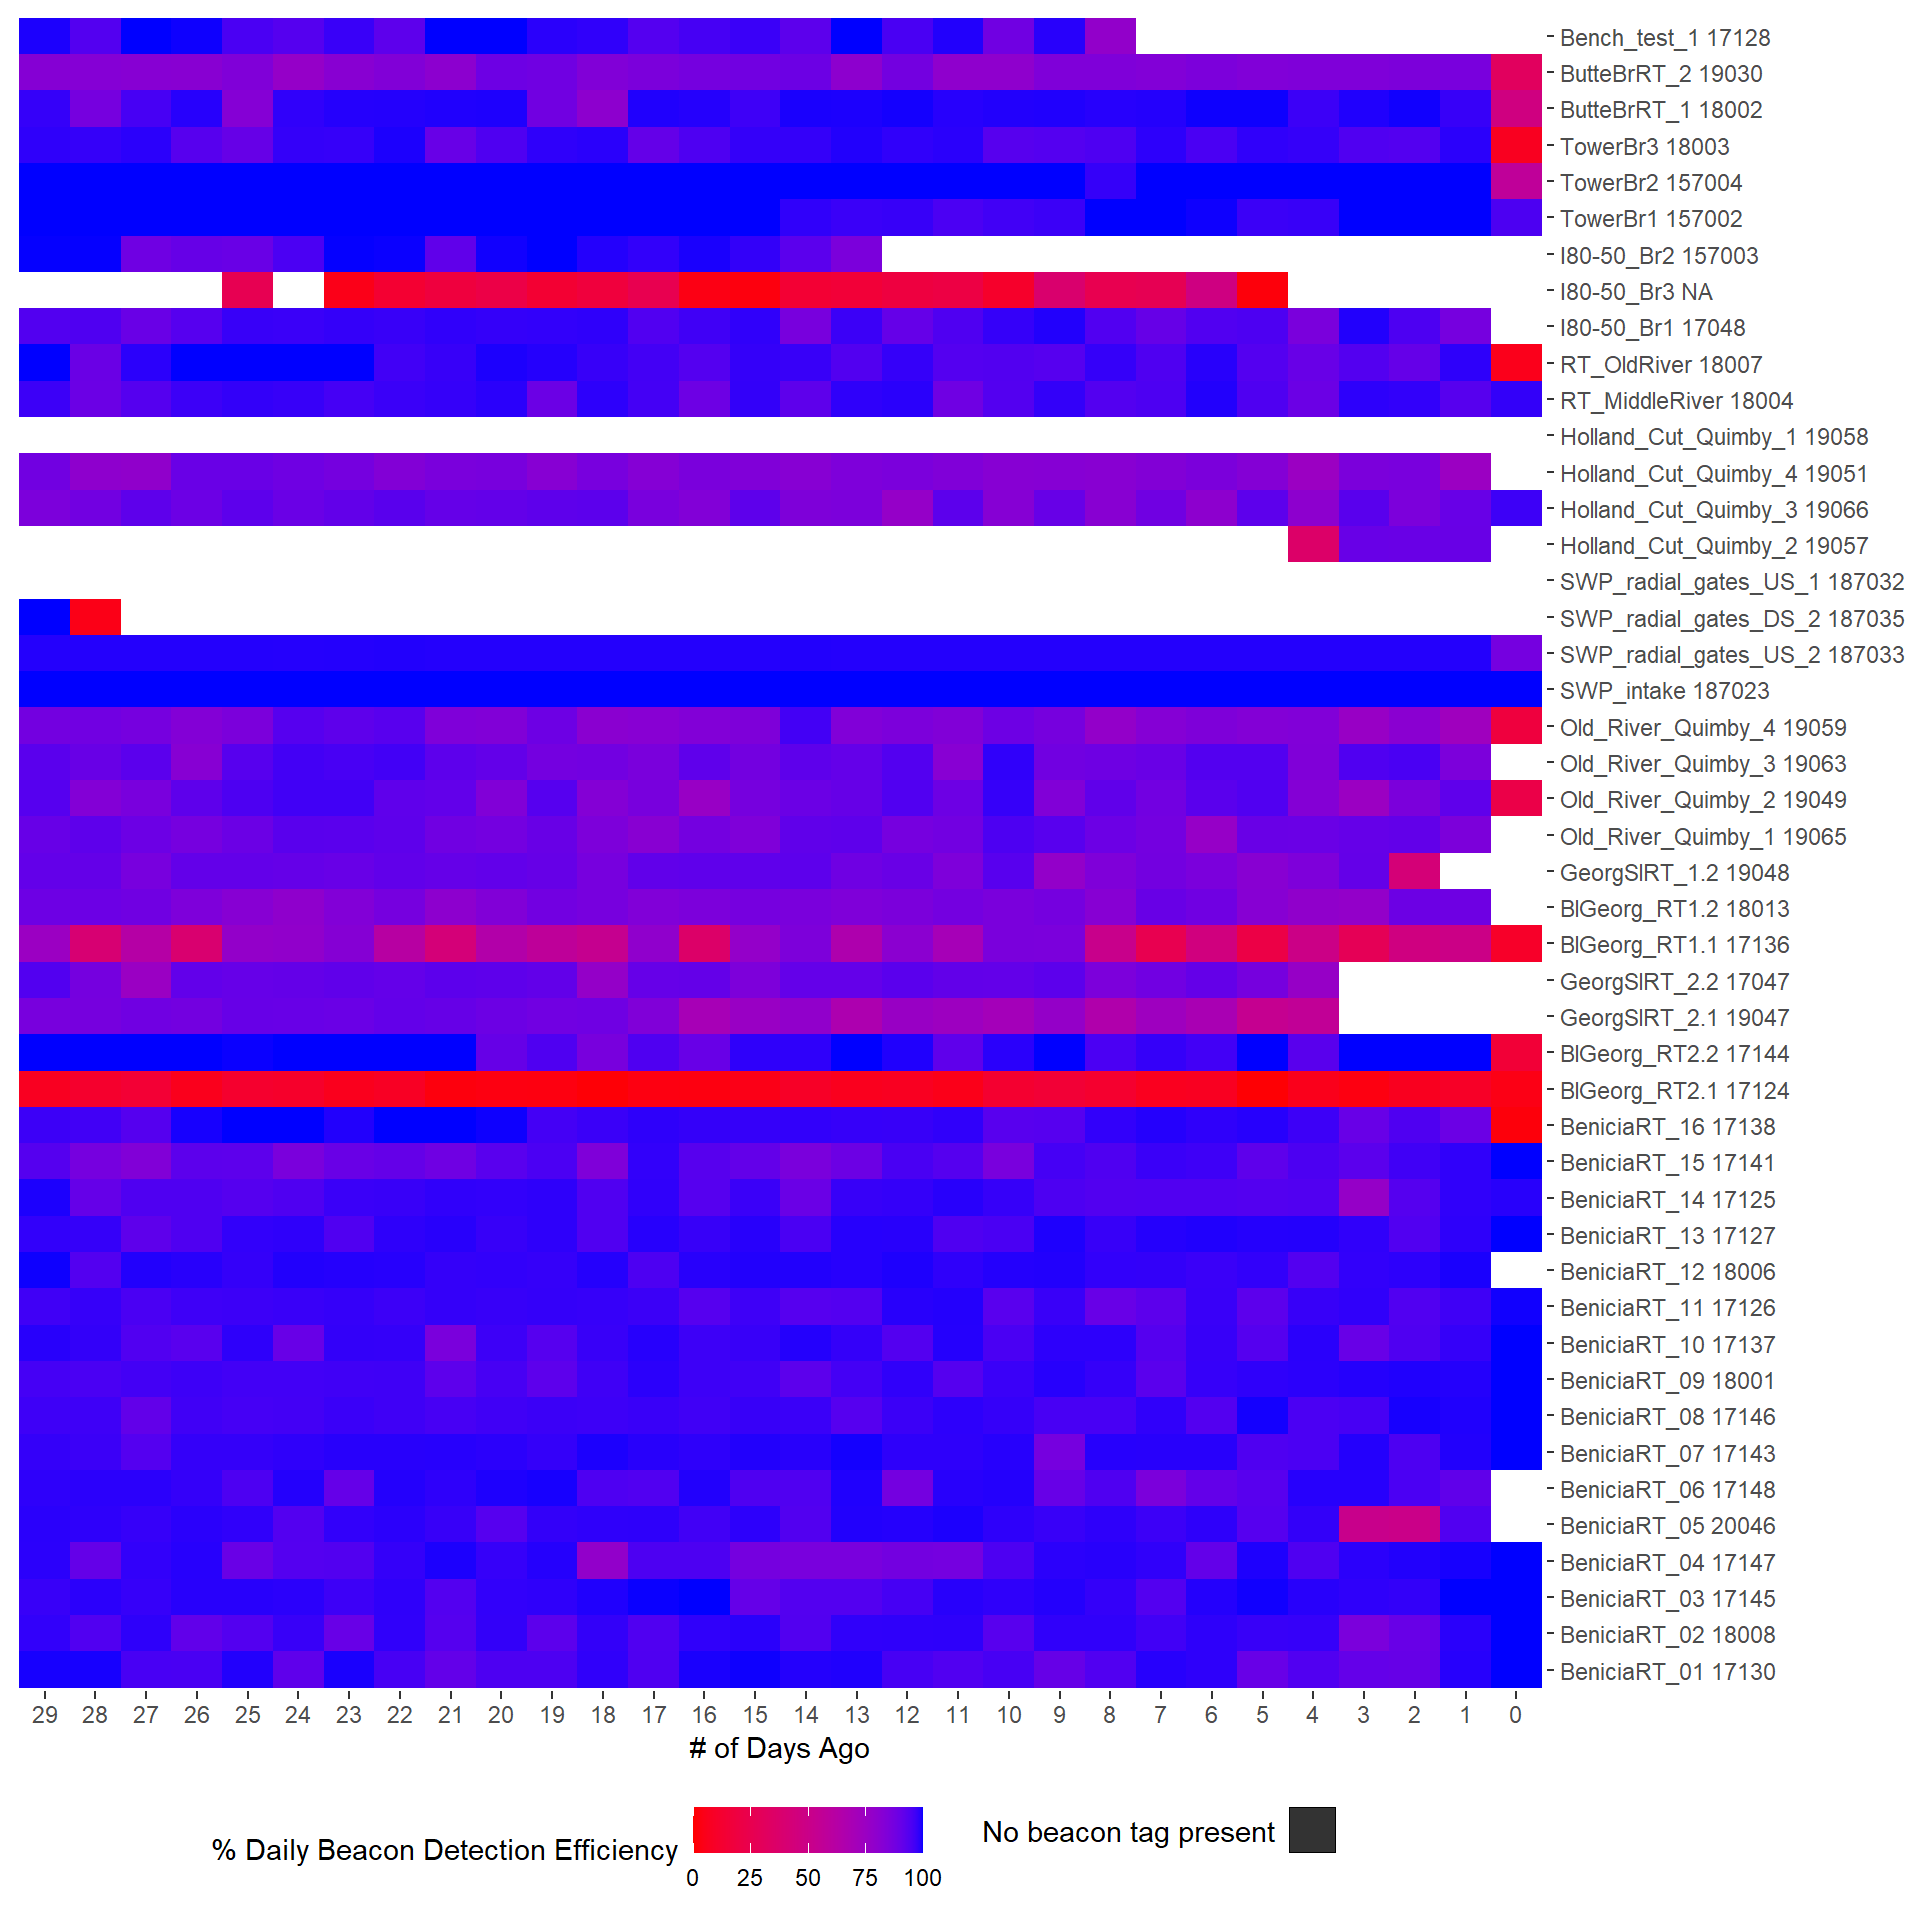 Bench_test_1 17128
ButteBrRT_2 19030
ButteBrRT_1 18002
TowerBr3 18003
TowerBr2 157004
TowerBr1 157002
I80-50_Br2 157003
I80-50_Br3 NA
I80-50_Br1 17048
RT_OldRiver 18007
RT_MiddleRiver 18004
Holland_Cut_Quimby_1 19058
Holland_Cut_Quimby_4 19051
Holland_Cut_Quimby_3 19066
Holland_Cut_Quimby_2 19057
SWP_radial_gates_US_1 187032
SWP_radial_gates_DS_2 187035
SWP_radial_gates_US_2 187033
SWP_intake 187023
Old_River_Quimby_4 19059
Old_River_Quimby_3 19063
Old_River_Quimby_2 19049
Old_River_Quimby_1 19065
GeorgSlRT_1.2 19048
BlGeorg_RT1.2 18013
BlGeorg_RT1.1 17136
GeorgSlRT_2.2 17047
GeorgSlRT_2.1 19047
BlGeorg_RT2.2 17144
BlGeorg_RT2.1 17124
BeniciaRT_16 17138
BeniciaRT_15 17141
BeniciaRT_14 17125
BeniciaRT_13 17127
BeniciaRT_12 18006
BeniciaRT_11 17126
BeniciaRT_10 17137
BeniciaRT_09 18001
BeniciaRT_08 17146
BeniciaRT_07 17143
BeniciaRT_06 17148
BeniciaRT_05 20046
BeniciaRT_04 17147
BeniciaRT_03 17145
BeniciaRT_02 18008
BeniciaRT_01 17130
29 28 27 26 25 24 23 22 21 20 19 18 17 16 15 14 13 12 11 10 9 8 7 6 5 4 3 2 1 0
# of Days Ago
% Daily Beacon Detection Efficiency
0 25 50 75 100
No beacon tag present